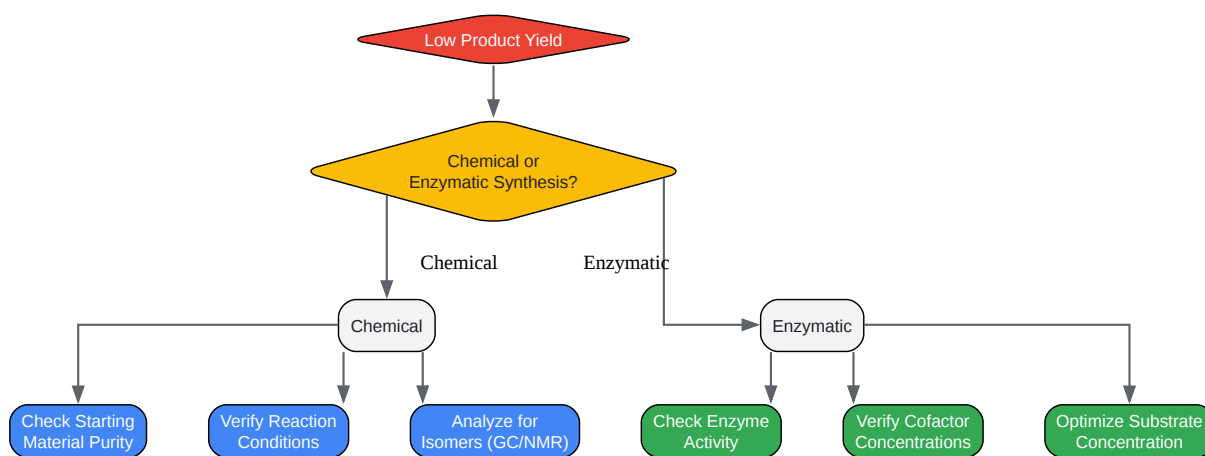 Low Product Yield
Chemical or
Enzymatic Synthesis?
Chemical
Enzymatic
Chemical
Enzymatic
Check Starting
Material Purity
Verify Reaction
Conditions
Analyze for
Isomers (GC/NMR)
Check Enzyme
Activity
Verify Cofactor
Concentrations
Optimize Substrate
Concentration